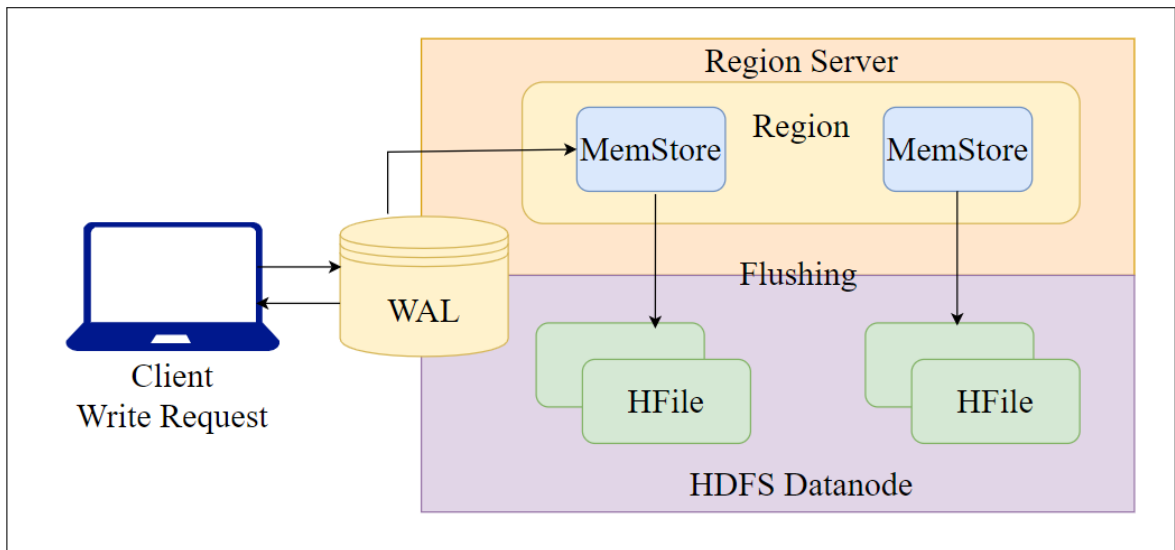 Region Server
Region
MemStore
MemStore
WAL
Flushing
Client
Write Request
HFile
HFile
HDFS Datanode